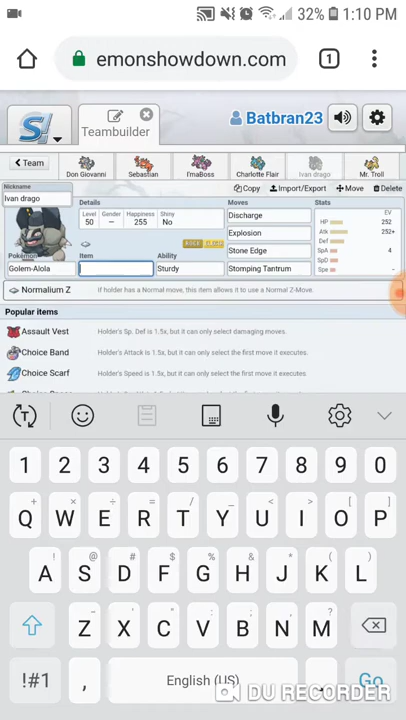 32% 1:10 PM
emonshowdown.com 1
Teambuilder
Batbran23
Team
Don Giovanni Sebastian I'maBoss Charlotte Flair Ivan drago Mr. Troll
Nickname
Ivan drago
Copy Import/Export Move Delete
Details Moves Stats
Level Gender Happiness Shiny
50 – 255 No
Discharge
Explosion
Stone Edge
Stomping Tantrum
EV
HP 252
Atk 252+
Def
SpA 4
SpD
Spe –
ROCK ELECTR
Pokémon Item Ability
Golem-Alola Sturdy
Normalium Z If holder has a Normal move, this item allows it to use a Normal Z-Move.
Popular items
Assault Vest Holder's Sp. Def is 1.5x, but it can only select damaging moves.
Choice Band Holder's Attack is 1.5x, but it can only select the first move it executes.
Choice Scarf Holder's Speed is 1.5x, but it can only select the first move it executes.
T
1 2 3 4 5 6 7 8 9 0
+ × ÷ = / _ < > [ ]
Q W E R T Y U I O P
! @ # $ % ^ & * ( )
A S D F G H J K L
- ' " : ; , ?
Z X C V B N M
!#1 , English (US) . Go
DU RECORDER